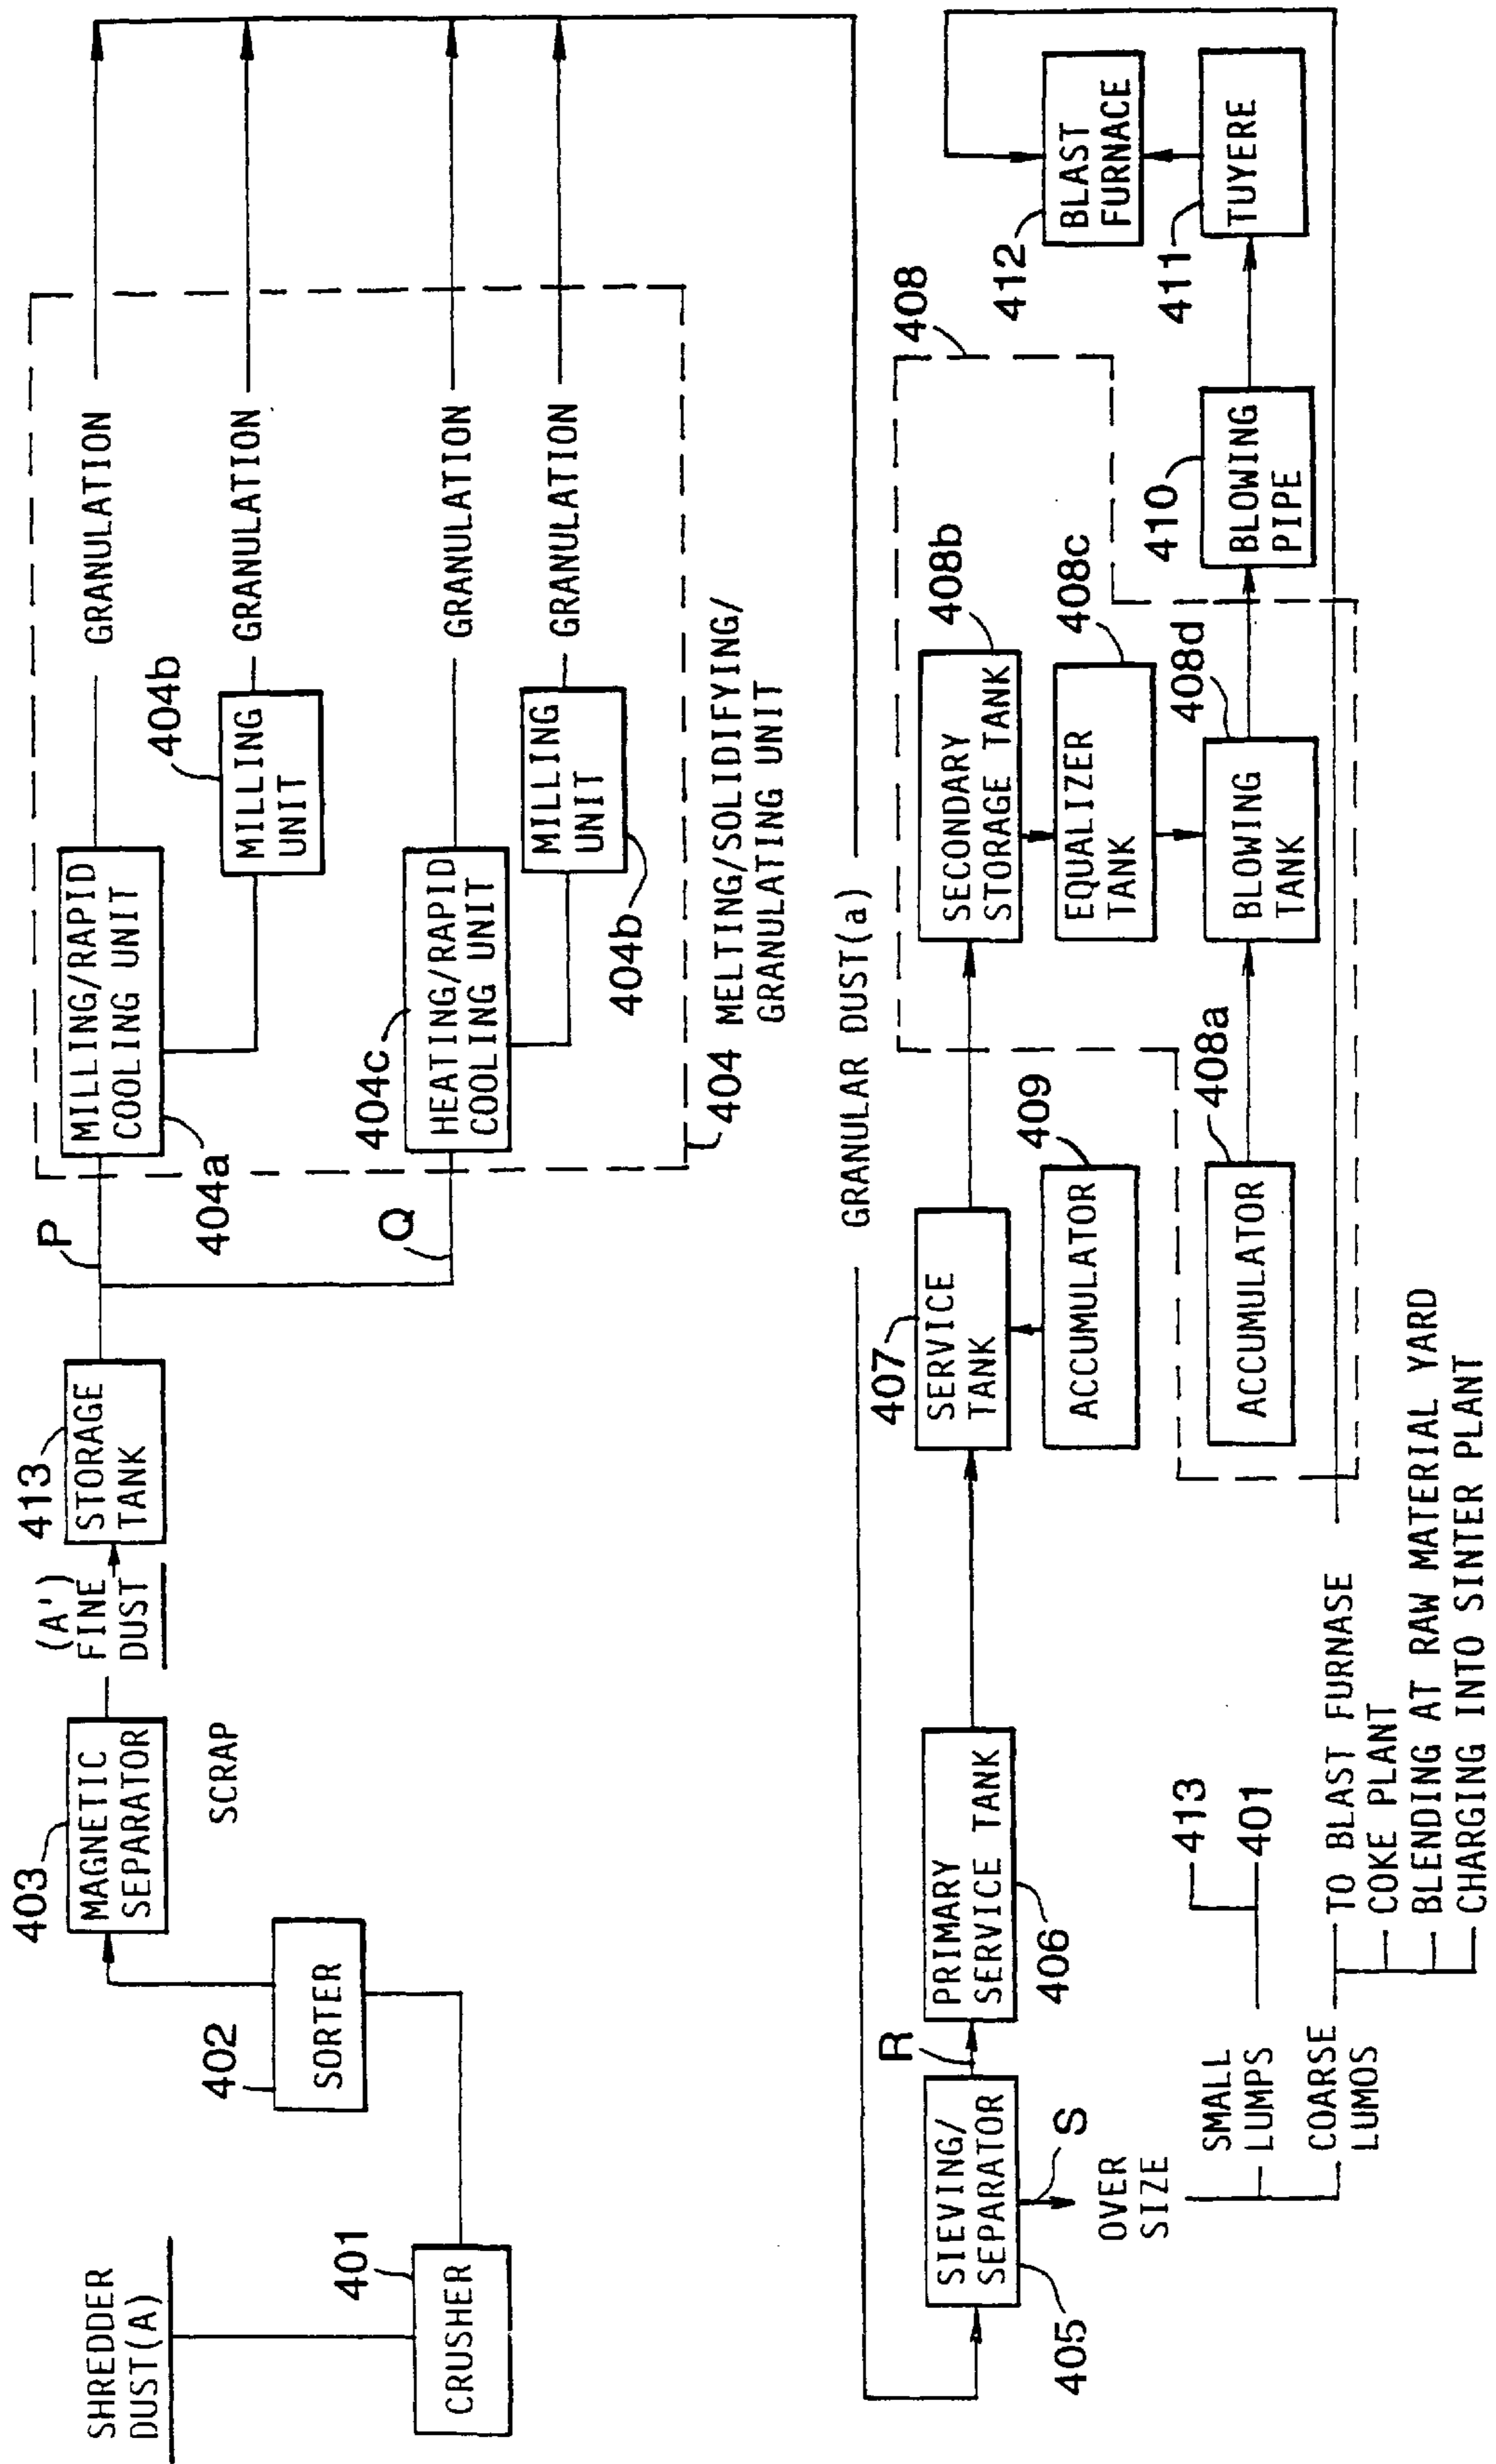 SHREDDER
DUST(A)
401
CRUSHER
402
SORTER
403
MAGNETIC
SEPARATOR
SCRAP
(A')
FINE
DUST
413
STORAGE
TANK
P
Q
404a
MILLING/RAPID
COOLING UNIT
GRANULATION
404b
MILLING
UNIT
GRANULATION
404c
HEATING/RAPID
COOLING UNIT
GRANULATION
404b
MILLING
UNIT
GRANULATION
404 MELTING/SOLIDIFYING/
GRANULATING UNIT
GRANULAR DUST(a)
405
SIEVING/
SEPARATOR
R
S
OVER
SIZE
SMALL
LUMPS
413
401
COARSE
LUMOS
TO BLAST FURNASE
COKE PLANT
BLENDING AT RAW MATERIAL YARD
CHARGING INTO SINTER PLANT
PRIMARY
SERVICE TANK
406
407
SERVICE
TANK
409
ACCUMULATOR
408
408a
ACCUMULATOR
408b
SECONDARY
STORAGE TANK
408c
EQUALIZER
TANK
408d
BLOWING
TANK
410
BLOWING
PIPE
411
TUYERE
412
BLAST
FURNACE